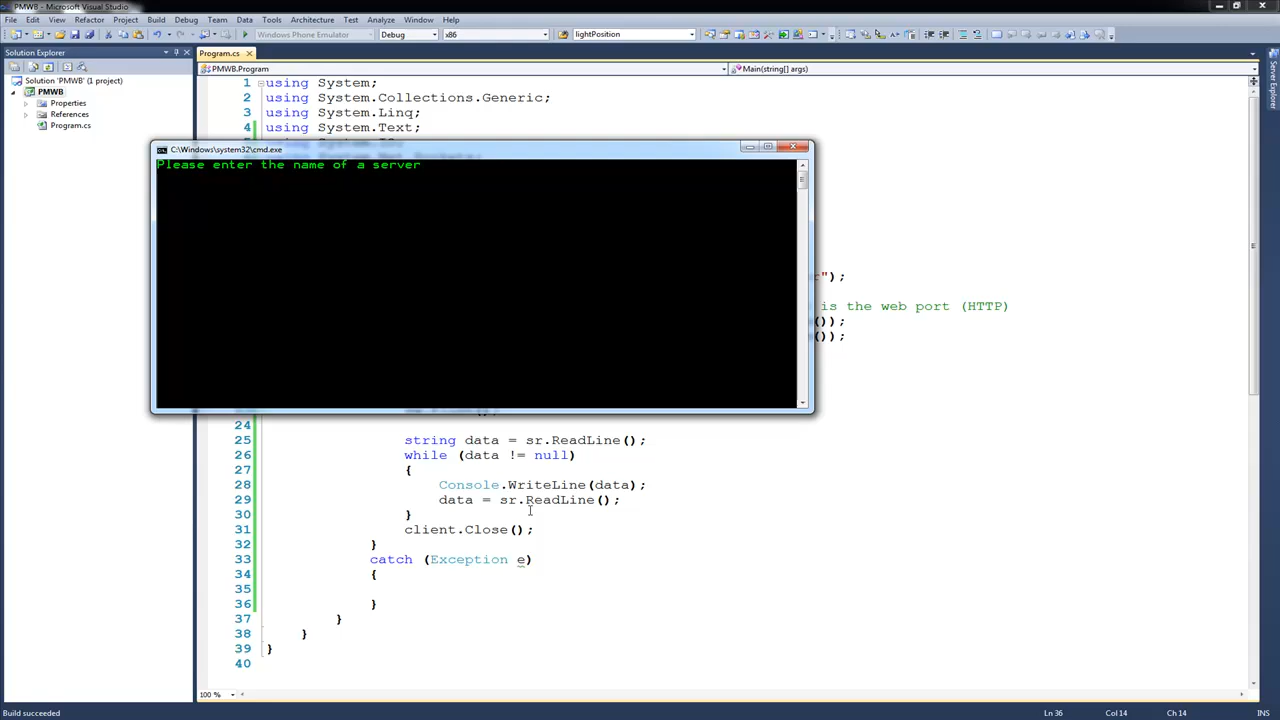 PMWB - Microsoft Visual Studio
File Edit View Refactor Project Build Debug Team Data Tools Architecture Test Analyze Window Help
Windows Phone Emulator Debug x86 lightPosition
Solution Explorer
Program.cs
PMWB.Program
Main(string[] args)
Solution 'PMWB' (1 project)
PMWB
Properties
References
Program.cs
1 using System;
2 using System.Collections.Generic;
3 using System.Linq;
4 using System.Text;
C:\Windows\system32\cmd.exe
Please enter the name of a server
r");
is the web port (HTTP)
());
());
24
25 string data = sr.ReadLine();
26 while (data != null)
27 {
28 Console.WriteLine(data);
29 data = sr.ReadLine();
30 }
31 client.Close();
32 }
33 catch (Exception e)
34 {
35
36 }
37 }
38 }
39 }
40
100 %
Build succeeded
Ln 36 Col 14 Ch 14 INS
Server Explorer